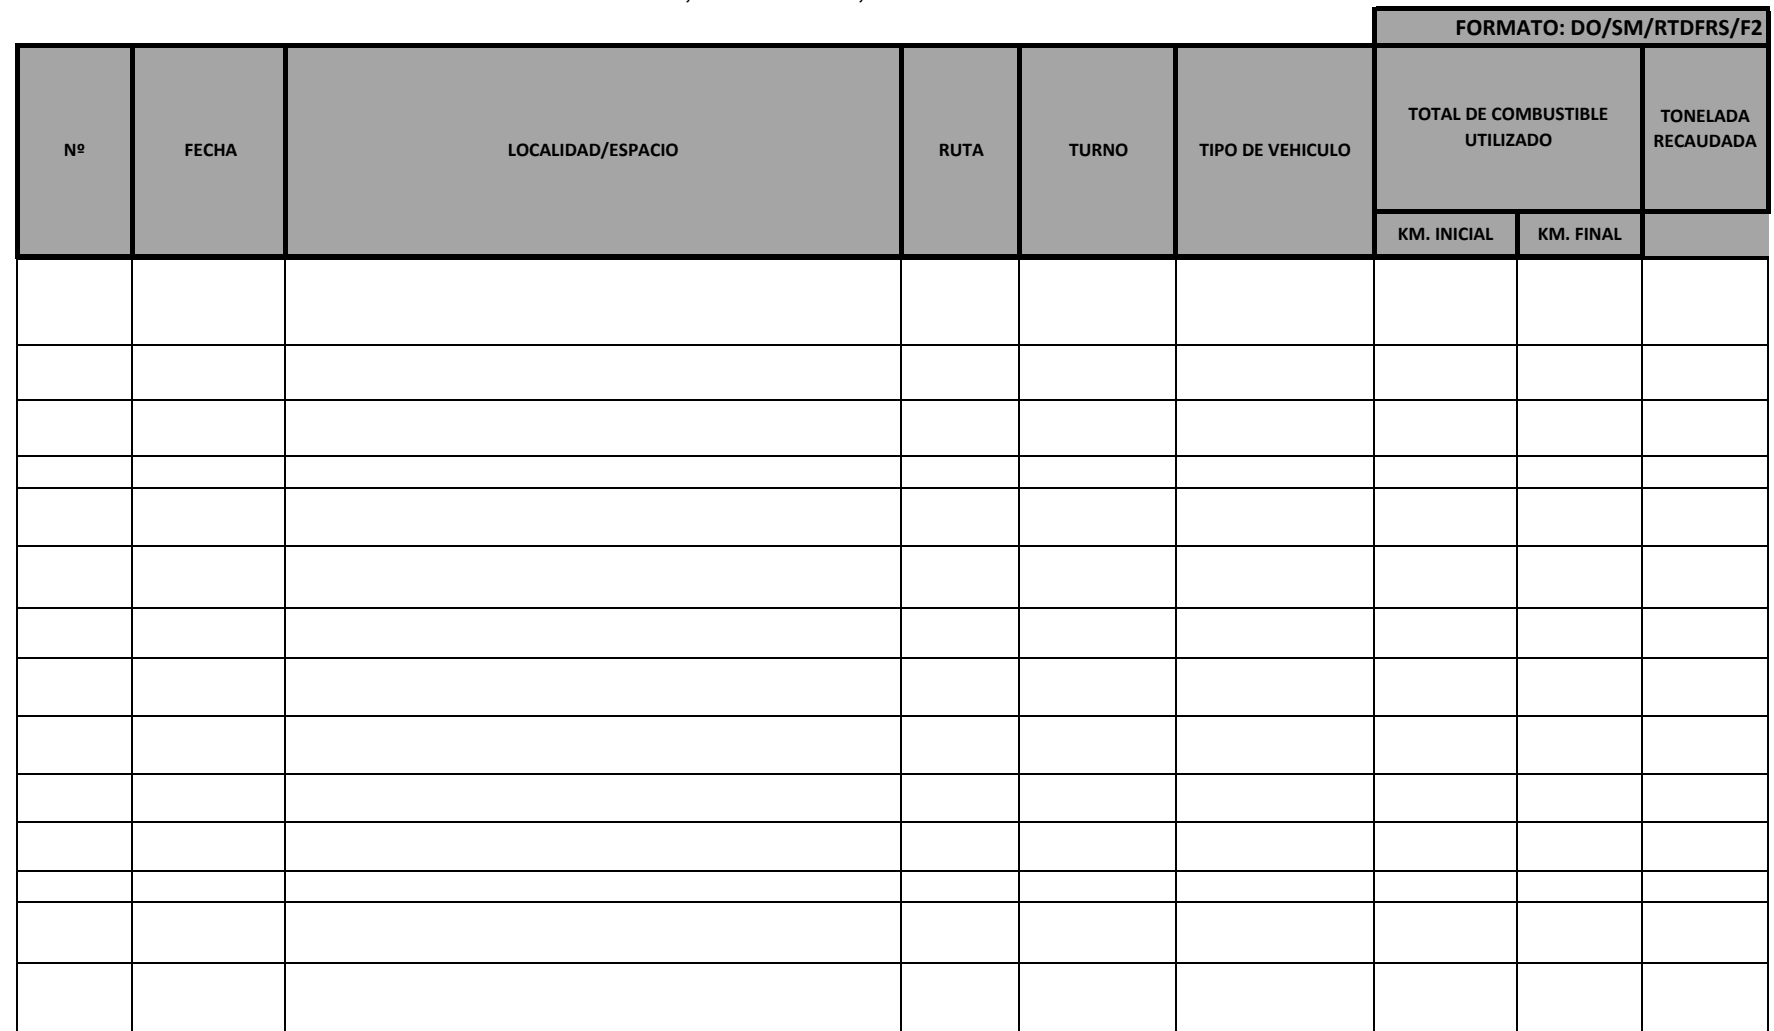 FORMATO: DO/SM/RTDFRS/F2
Nº
FECHA
LOCALIDAD/ESPACIO
RUTA
TURNO
TIPO DE VEHICULO
TOTAL DE COMBUSTIBLE
UTILIZADO
TONELADA
RECAUDADA
KM. INICIAL
KM. FINAL